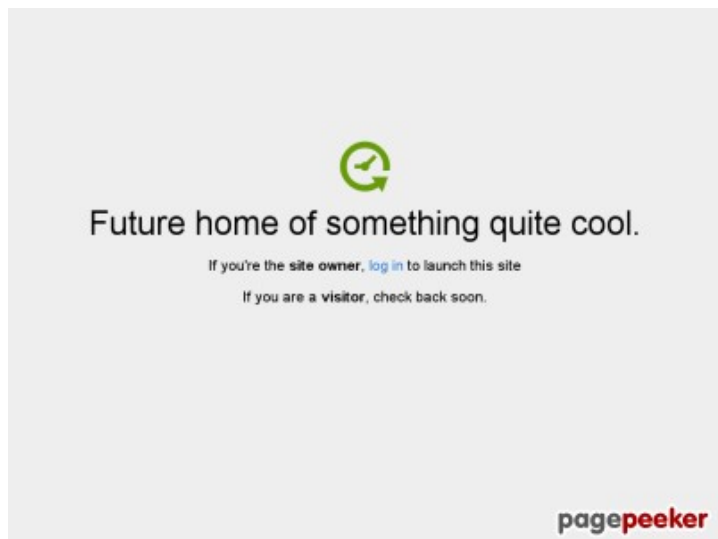 Future home of something quite cool.
If you're the site owner, log in to launch this site
If you are a visitor, check back soon.
pagepeeker